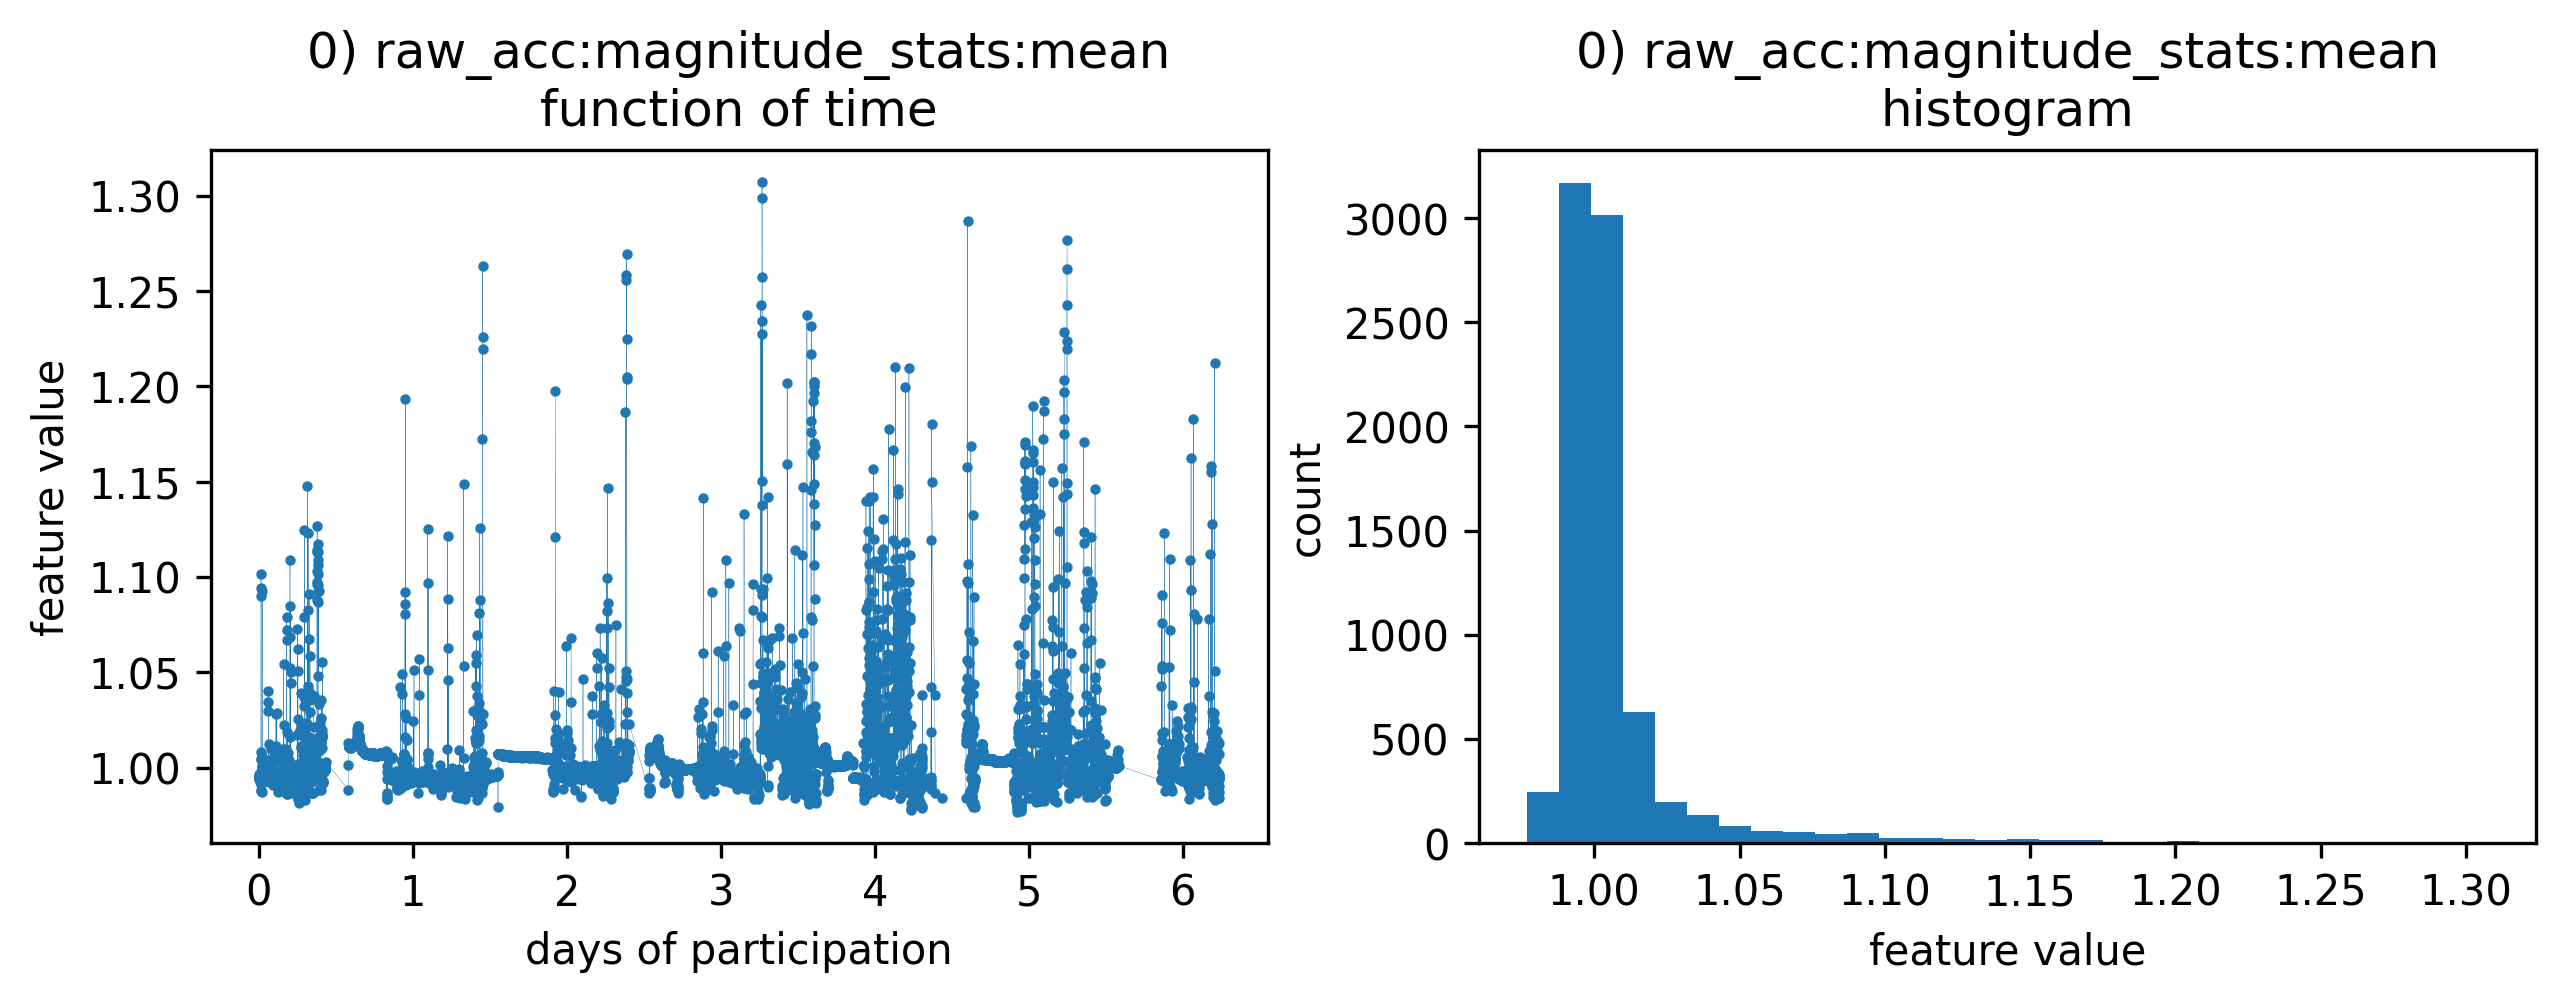 0) raw_acc:magnitude_stats:mean
function of time
feature value
1.30
1.25
1.20
1.15
1.10
1.05
1.00
0 1 2 3 4 5 6
days of participation
0) raw_acc:magnitude_stats:mean
histogram
count
3000
2500
2000
1500
1000
500
0
1.00 1.05 1.10 1.15 1.20 1.25 1.30
feature value